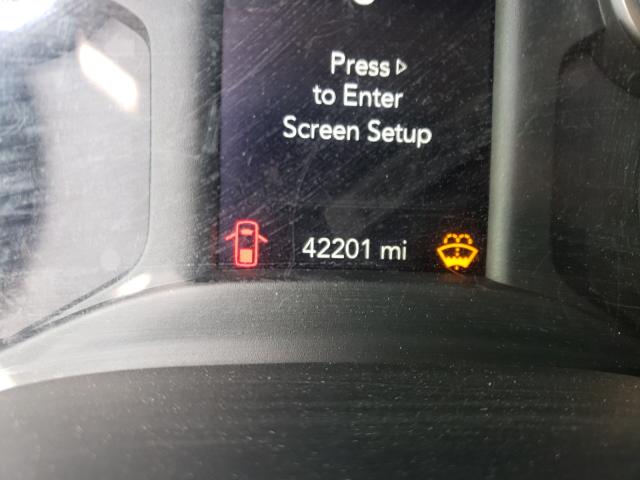 Press ▷
to Enter
Screen Setup
42201 mi